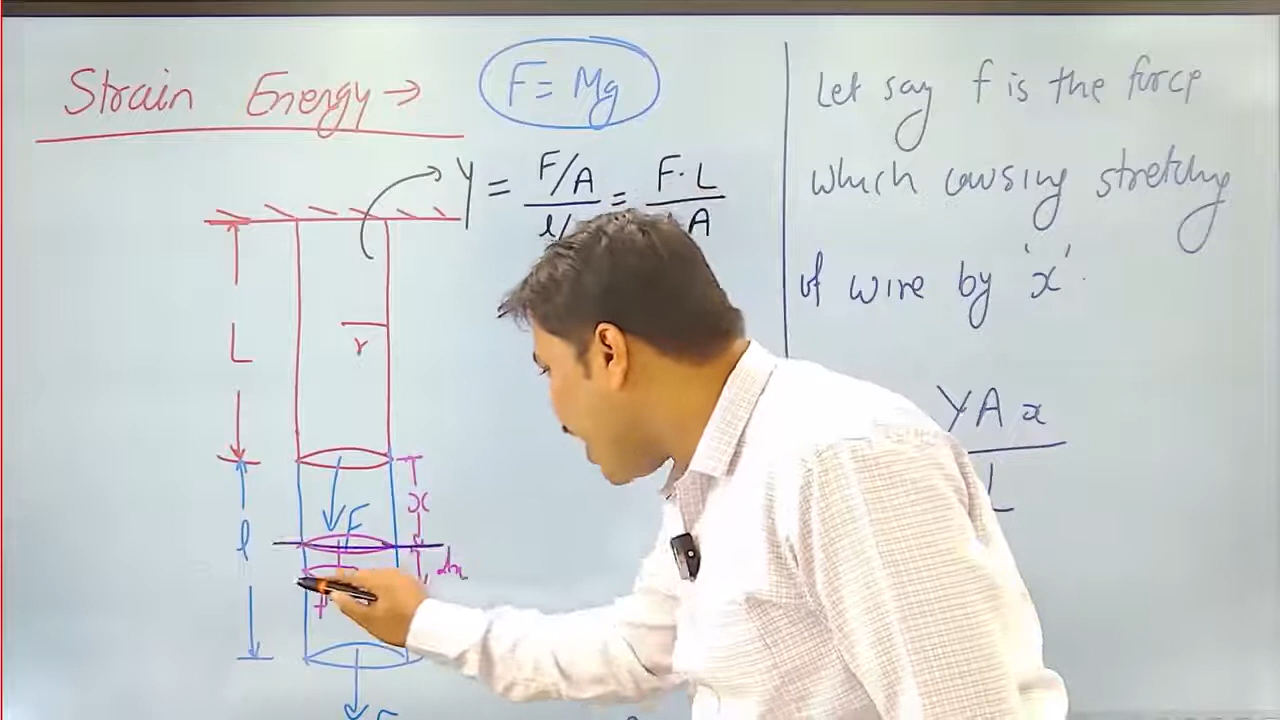 Strain Energy →
F = Mg
Y = F/A / l/ = F·L / A
L
r
l
F
x
dx
f
F
Let say f is the force
which causing stretching
of wire by 'x'.
YAx
L